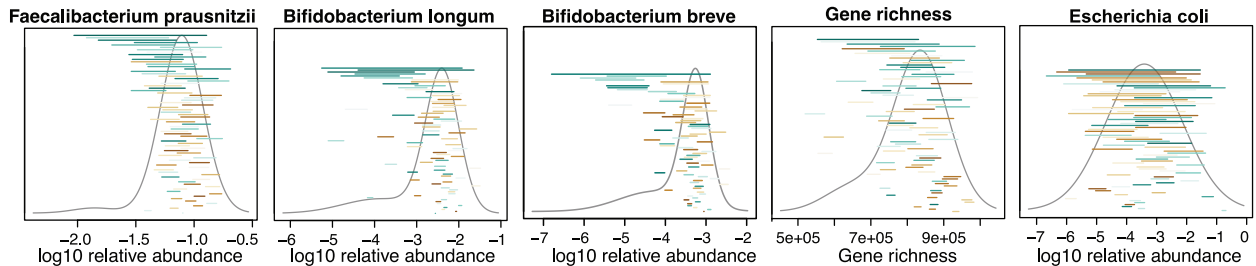 Faecalibacterium prausnitzii
−2.0 −1.5 −1.0 −0.5
log10 relative abundance
Bifidobacterium longum
−6 −5 −4 −3 −2 −1
log10 relative abundance
Bifidobacterium breve
−7 −6 −5 −4 −3 −2
log10 relative abundance
Gene richness
5e+05 7e+05 9e+05
Gene richness
Escherichia coli
−7 −6 −5 −4 −3 −2 −1 0
log10 relative abundance